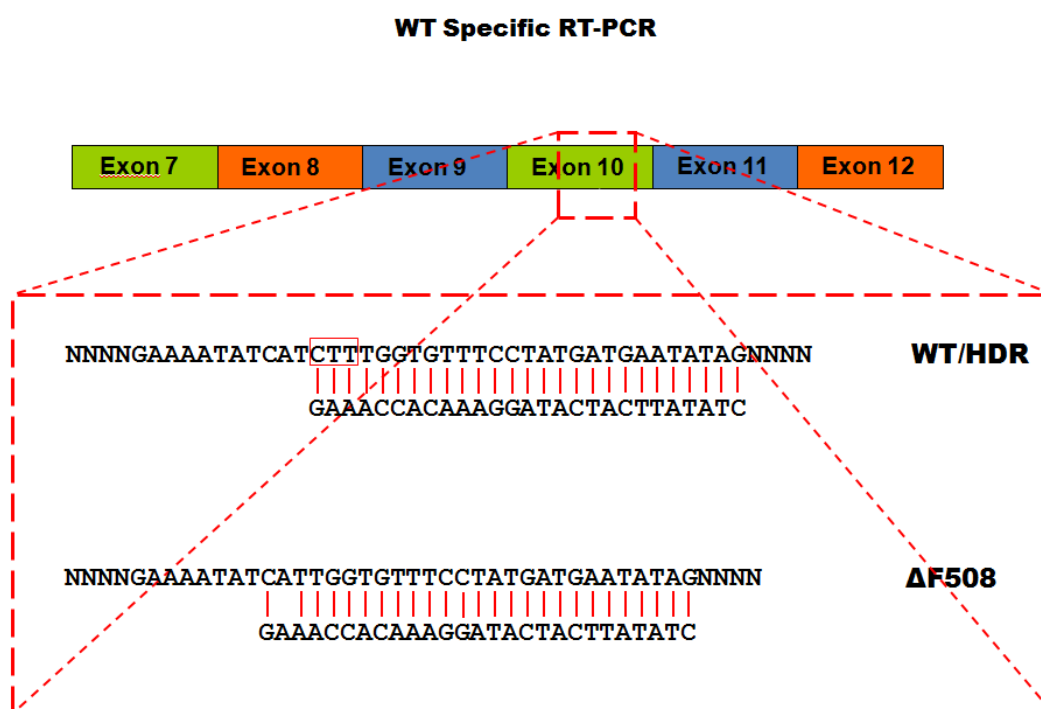 WT Specific RT-PCR
Exon 7 Exon 8 Exon 9 Exon 10 Exon 11 Exon 12
NNNNGAAAATATCATCTTTGGTGTTTCCTATGATGAATATAGNNNN WT/HDR
GAAACCACAAAGGATACTACTTATATC
NNNNGAAAATATCATTGGTGTTTCCTATGATGAATATAGNNNN ΔF508
GAAACCACAAAGGATACTACTTATATC